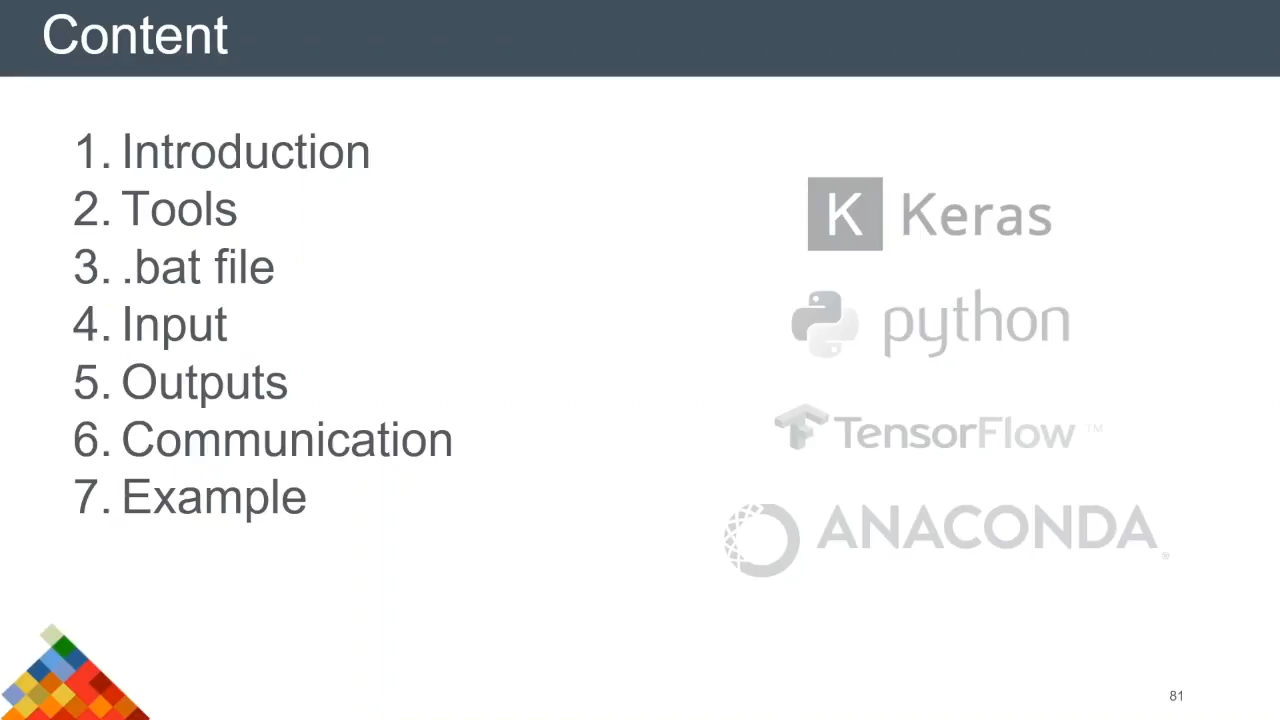 Content
1. Introduction
2. Tools
3. .bat file
4. Input
5. Outputs
6. Communication
7. Example
K Keras
python
TensorFlow ™
ANACONDA ®
81